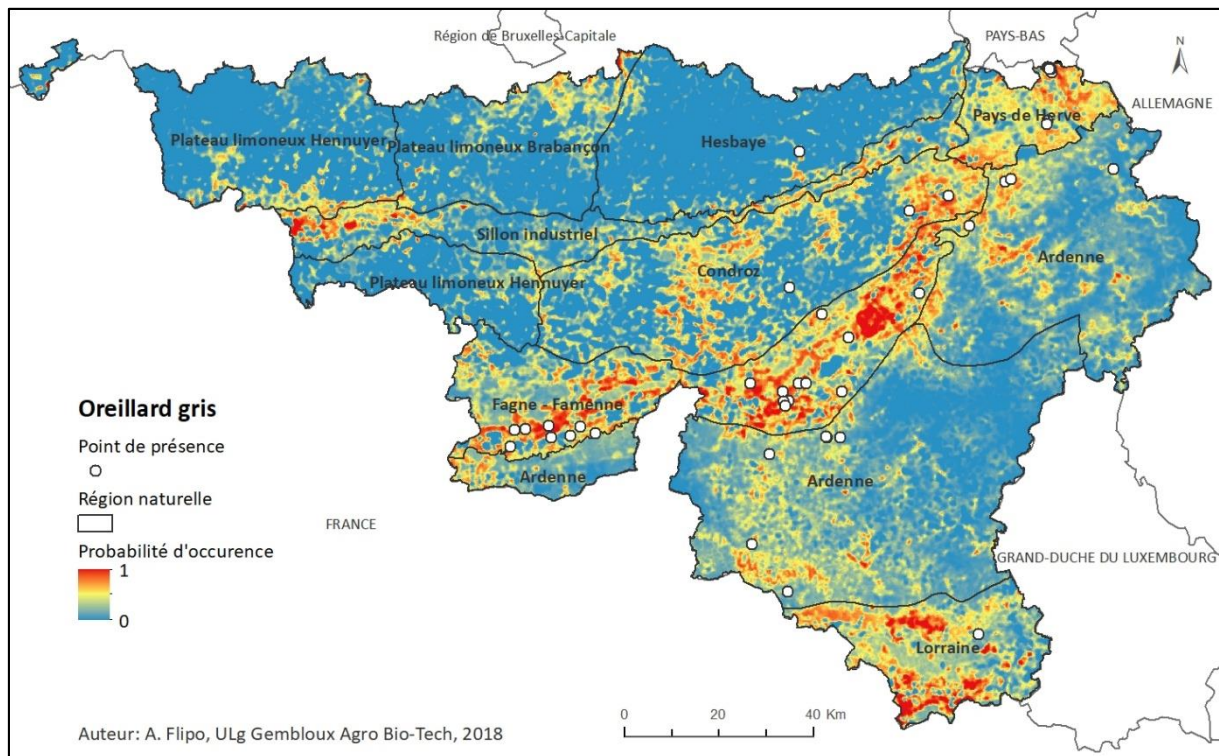 Région de Bruxelles-Capitale
PAYS-BAS
N
ALLEMAGNE
Pays de Herve
Plateau limoneux Hennuyer
Plateau limoneux Brabançon
Hesbaye
Sillon industriel
Condroz
Ardenne
Plateau limoneux Hennuyer
Fagne - Famenne
Ardenne
Ardenne
FRANCE
GRAND-DUCHE DU LUXEMBOURG
Lorraine
Oreillard gris
Point de présence
Région naturelle
Probabilité d'occurence
1
0
0 20 40 Km
Auteur: A. Flipo, ULg Gembloux Agro Bio-Tech, 2018